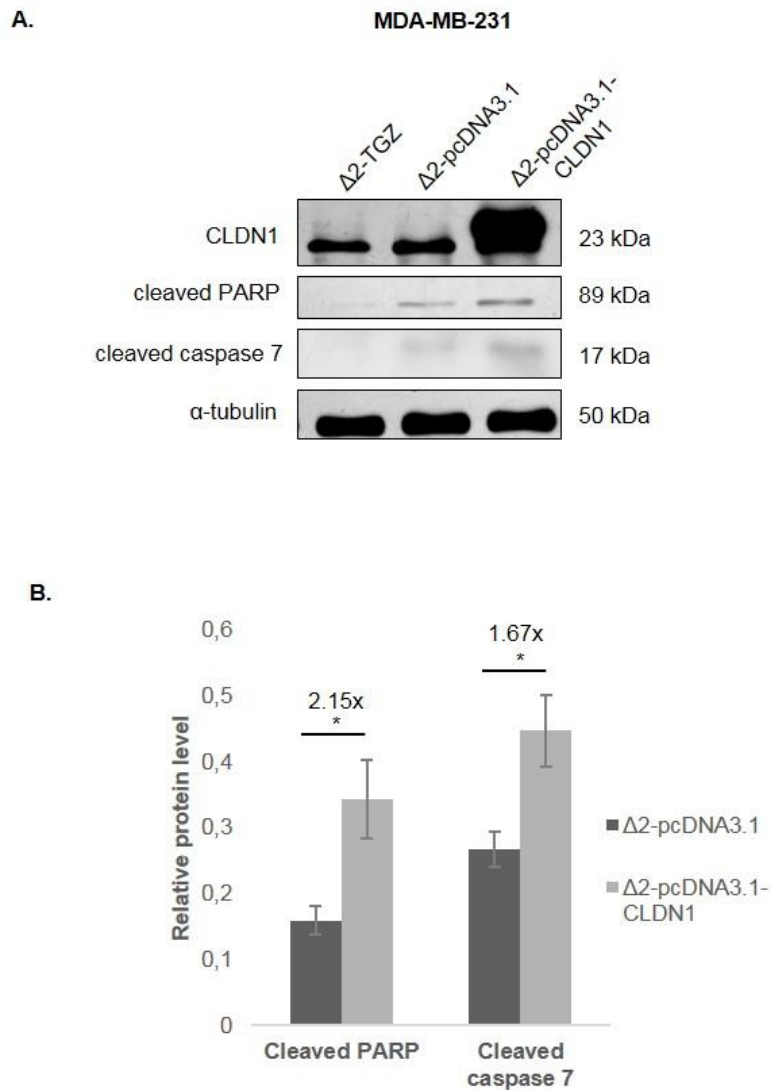 A.
MDA-MB-231
Δ2-TGZ
Δ2-pcDNA3.1
Δ2-pcDNA3.1-
CLDN1
CLDN1
23 kDa
cleaved PARP
89 kDa
cleaved caspase 7
17 kDa
α-tubulin
50 kDa
B.
Relative protein level
0,6
0,5
0,4
0,3
0,2
0,1
0
2.15x
*
1.67x
*
Cleaved PARP
Cleaved
caspase 7
Δ2-pcDNA3.1
Δ2-pcDNA3.1-
CLDN1